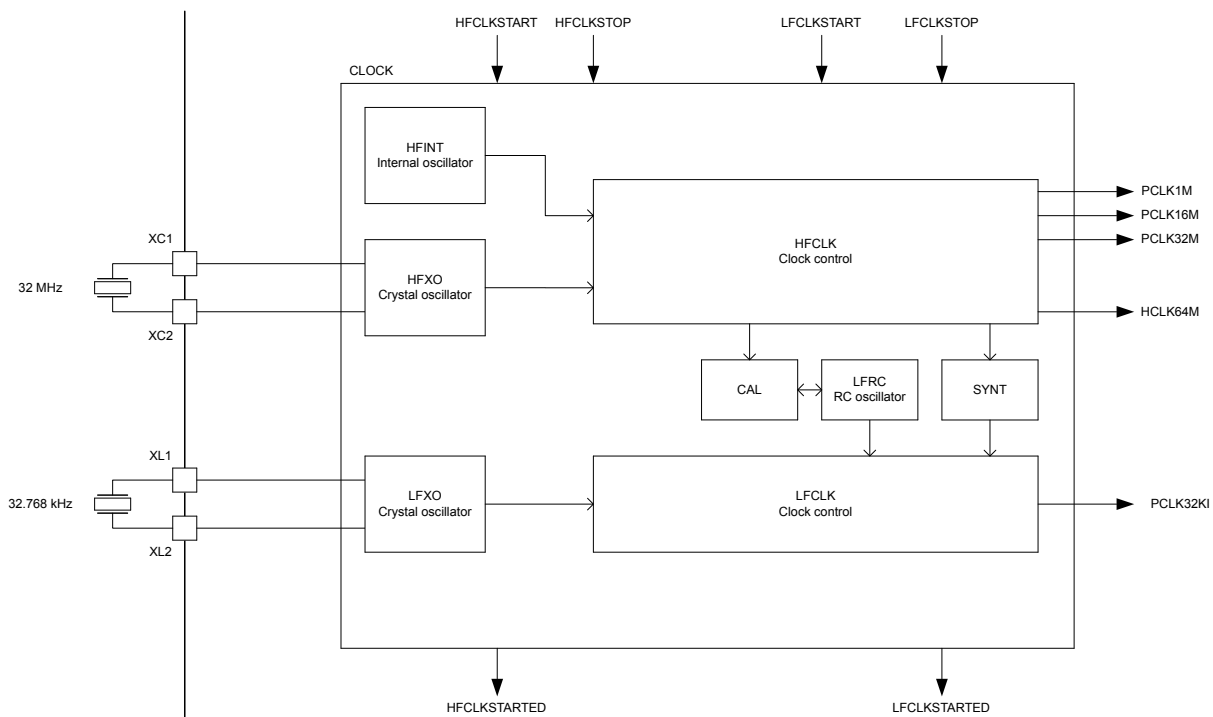 HFCLKSTART
HFCLKSTOP
LFCLKSTART
LFCLKSTOP
CLOCK
HFINT
Internal oscillator
HFCLK
Clock control
PCLK1M
PCLK16M
PCLK32M
HCLK64M
XC1
32 MHz
XC2
HFXO
Crystal oscillator
CAL
LFRC
RC oscillator
SYNT
XL1
32.768 kHz
XL2
LFXO
Crystal oscillator
LFCLK
Clock control
PCLK32KI
HFCLKSTARTED
LFCLKSTARTED